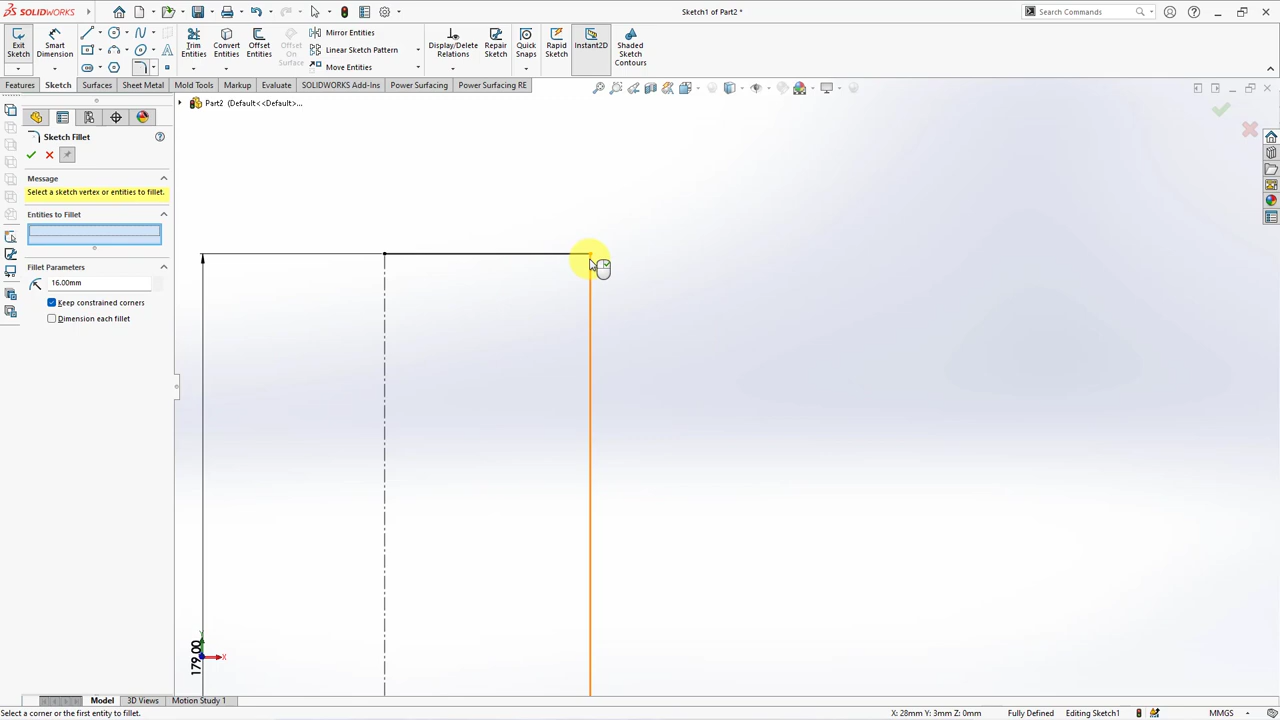 SOLIDWORKS
Sketch1 of Part2 *
Search Commands
Exit Sketch
Smart Dimension
Trim Entities
Convert Entities
Offset Entities
Offset On Surface
Mirror Entities
Linear Sketch Pattern
Move Entities
Display/Delete Relations
Repair Sketch
Quick Snaps
Rapid Sketch
Instant2D
Shaded Sketch Contours
Features
Sketch
Surfaces
Sheet Metal
Mold Tools
Markup
Evaluate
SOLIDWORKS Add-Ins
Power Surfacing
Power Surfacing RE
Part2 (Default<<Default>...
Sketch Fillet
Message
Select a sketch vertex or entities to fillet.
Entities to Fillet
Fillet Parameters
16.00mm
Keep constrained corners
Dimension each fillet
179.00
Y
X
Model
3D Views
Motion Study 1
Select a corner or the first entity to fillet.
X: 28mm Y: 3mm Z: 0mm
Fully Defined
Editing Sketch1
MMGS